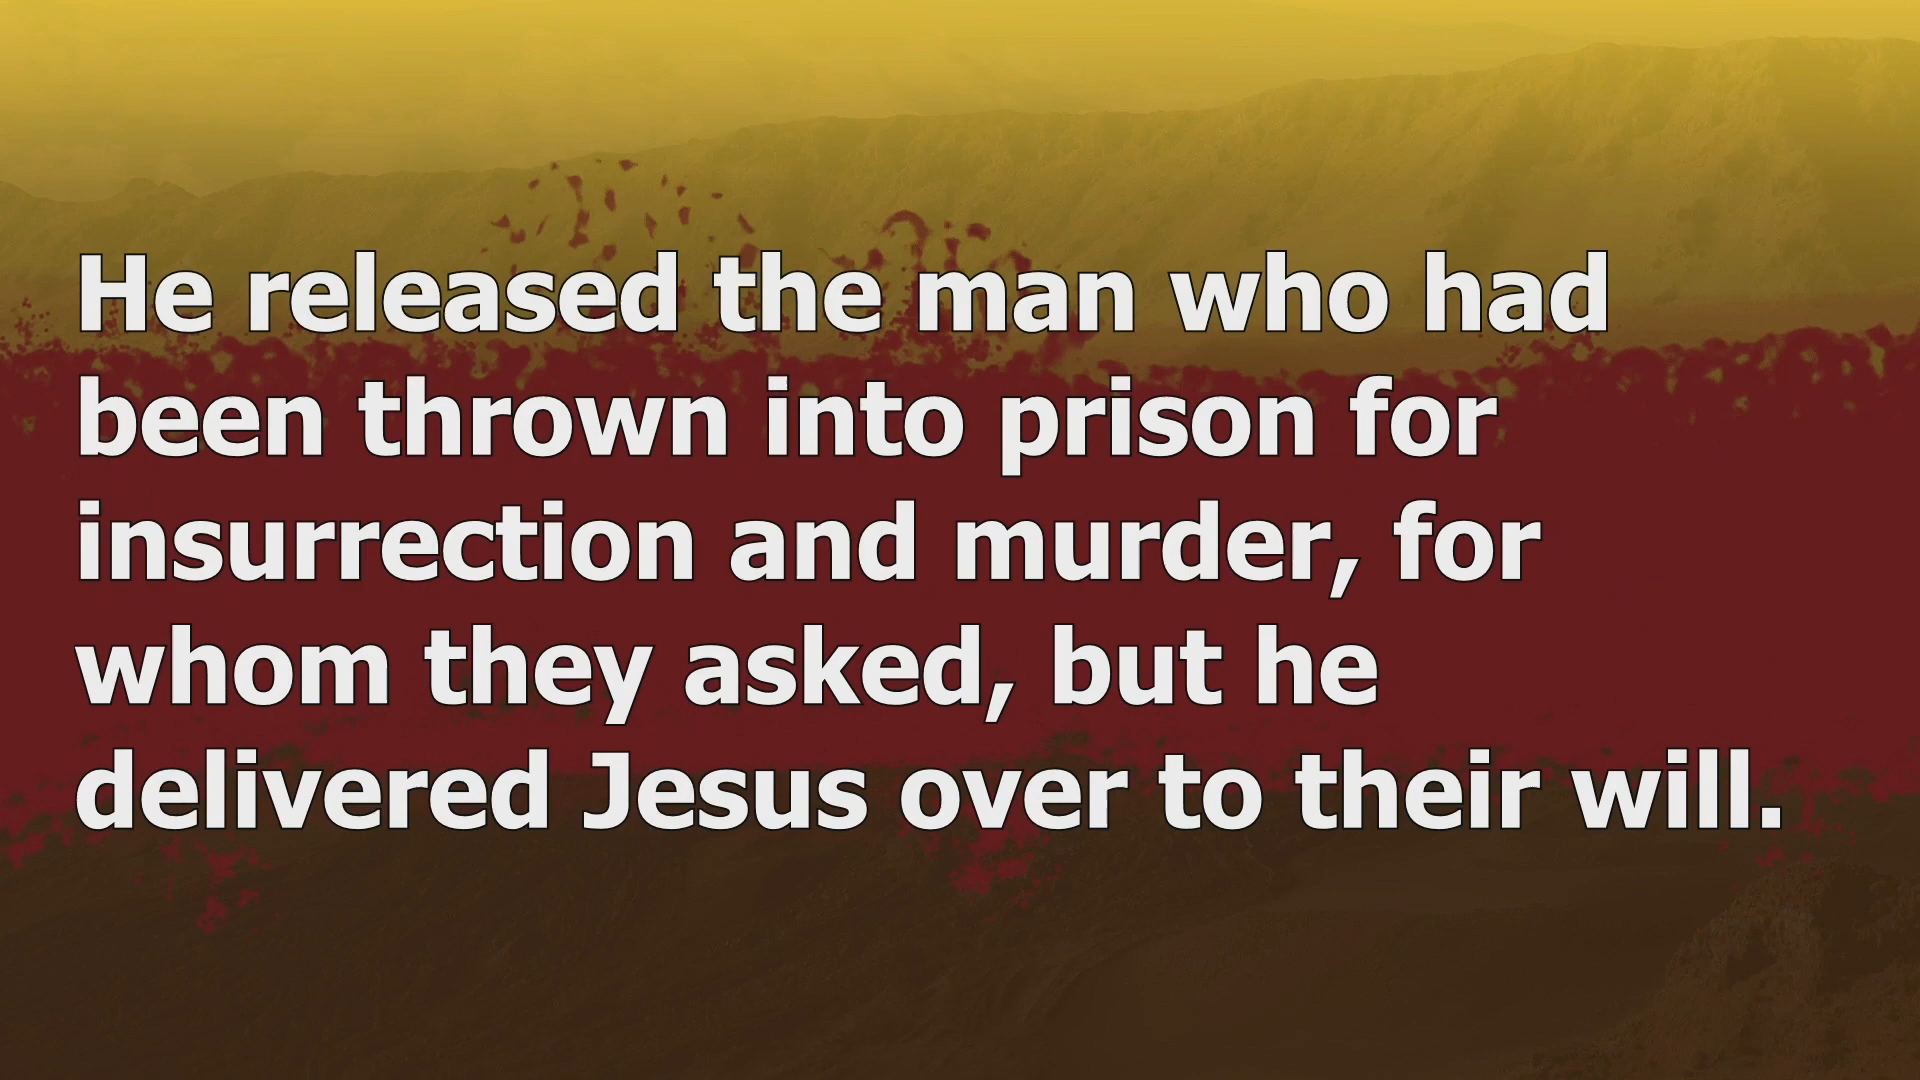 He released the man who had
been thrown into prison for
insurrection and murder, for
whom they asked, but he
delivered Jesus over to their will.